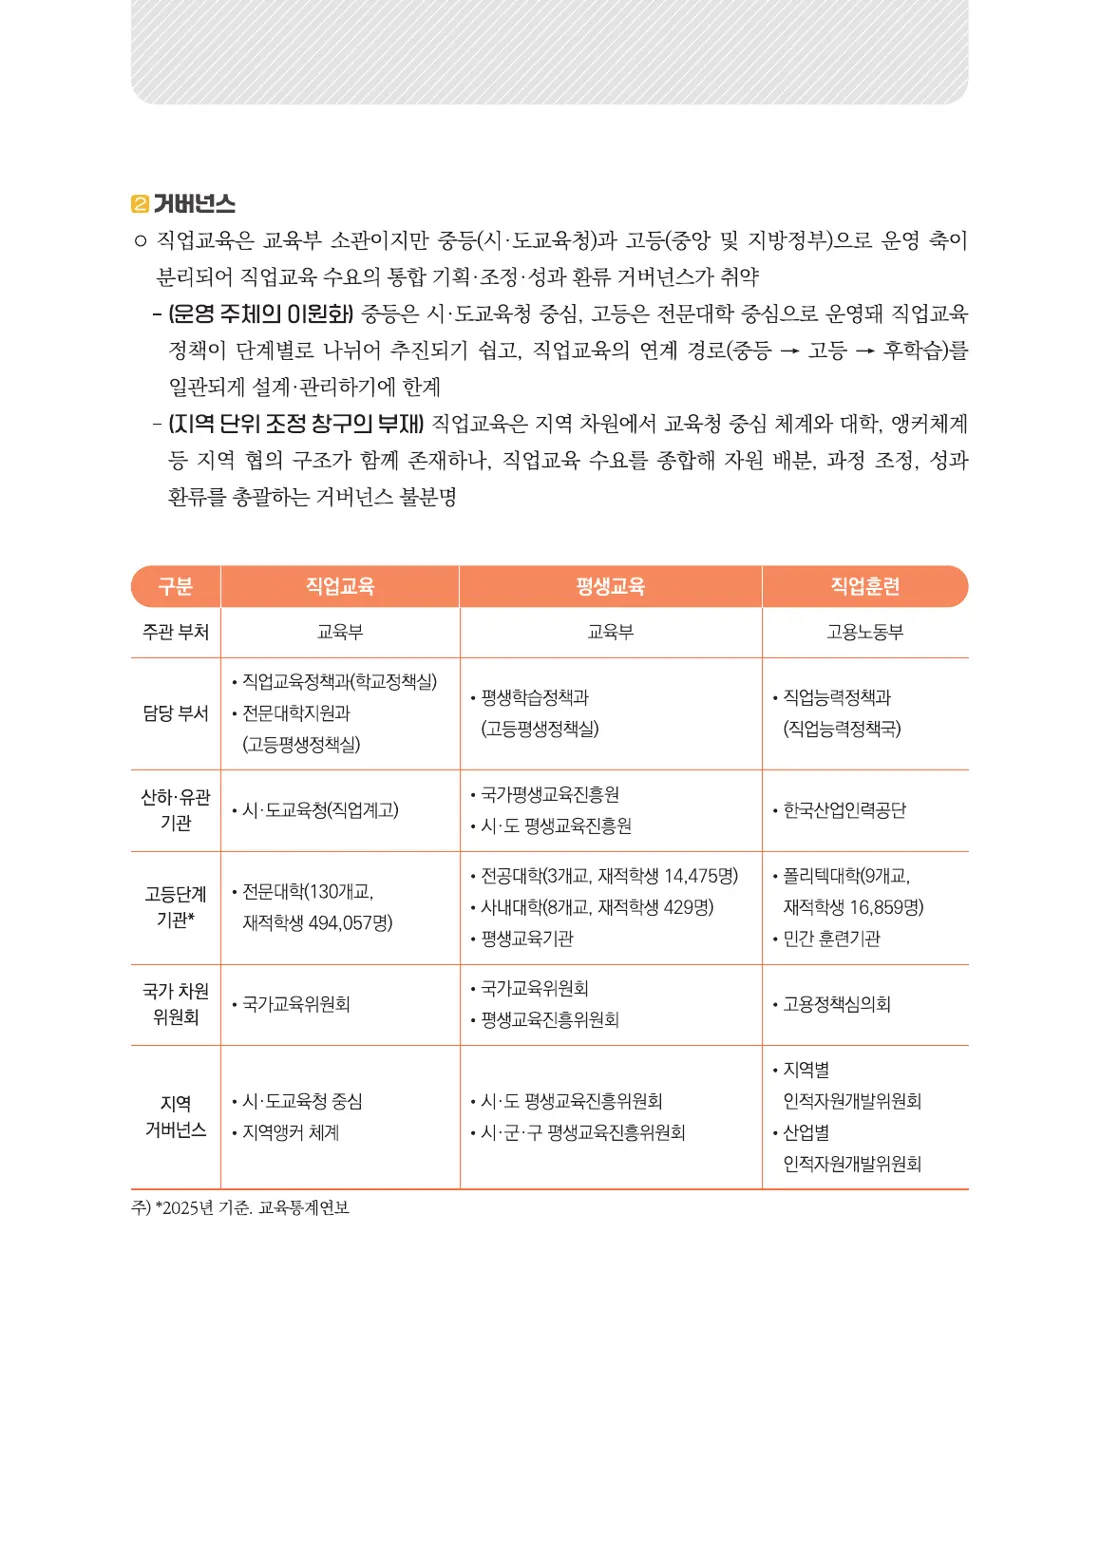 2 거버넌스
○ 직업교육은 교육부 소관이지만 중등(시·도교육청)과 고등(중앙 및 지방정부)으로 운영 축이
분리되어 직업교육 수요의 통합 기획·조정·성과 환류 거버넌스가 취약
- (운영 주체의 이원화) 중등은 시·도교육청 중심, 고등은 전문대학 중심으로 운영돼 직업교육
정책이 단계별로 나뉘어 추진되기 쉽고, 직업교육의 연계 경로(중등 → 고등 → 후학습)를
일관되게 설계·관리하기에 한계
- (지역 단위 조정 창구의 부재) 직업교육은 지역 차원에서 교육청 중심 체계와 대학, 앵커체계
등 지역 협의 구조가 함께 존재하나, 직업교육 수요를 종합해 자원 배분, 과정 조정, 성과
환류를 총괄하는 거버넌스 불분명
구분 직업교육 평생교육 직업훈련
주관 부처 교육부 교육부 고용노동부
담당 부서
• 직업교육정책과(학교정책실)
• 전문대학지원과
(고등평생정책실)
• 평생학습정책과
(고등평생정책실)
• 직업능력정책과
(직업능력정책국)
산하·유관
기관
• 시·도교육청(직업계고)
• 국가평생교육진흥원
• 시·도 평생교육진흥원
• 한국산업인력공단
고등단계
기관*
• 전문대학(130개교,
재적학생 494,057명)
• 전공대학(3개교, 재적학생 14,475명)
• 사내대학(8개교, 재적학생 429명)
• 평생교육기관
• 폴리텍대학(9개교,
재적학생 16,859명)
• 민간 훈련기관
국가 차원
위원회
• 국가교육위원회
• 국가교육위원회
• 평생교육진흥위원회
• 고용정책심의회
지역
거버넌스
• 시·도교육청 중심
• 지역앵커 체계
• 시·도 평생교육진흥위원회
• 시·군·구 평생교육진흥위원회
• 지역별
인적자원개발위원회
• 산업별
인적자원개발위원회
주) *2025년 기준. 교육통계연보